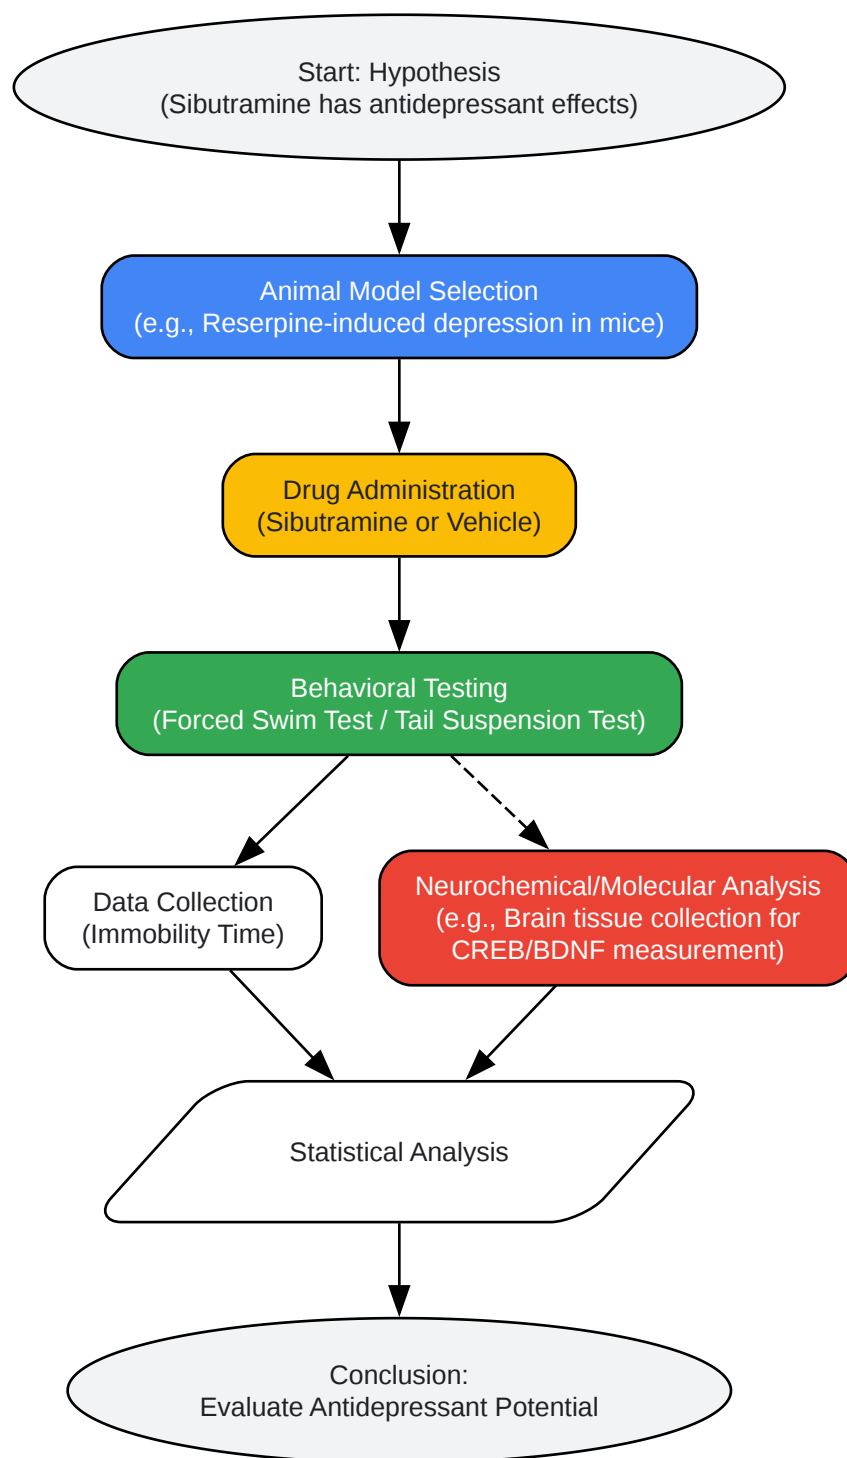 Start: Hypothesis
(Sibutramine has antidepressant effects)
Animal Model Selection
(e.g., Reserpine-induced depression in mice)
Drug Administration
(Sibutramine or Vehicle)
Behavioral Testing
(Forced Swim Test / Tail Suspension Test)
Data Collection
(Immobility Time)
Neurochemical/Molecular Analysis
(e.g., Brain tissue collection for
CREB/BDNF measurement)
Statistical Analysis
Conclusion:
Evaluate Antidepressant Potential